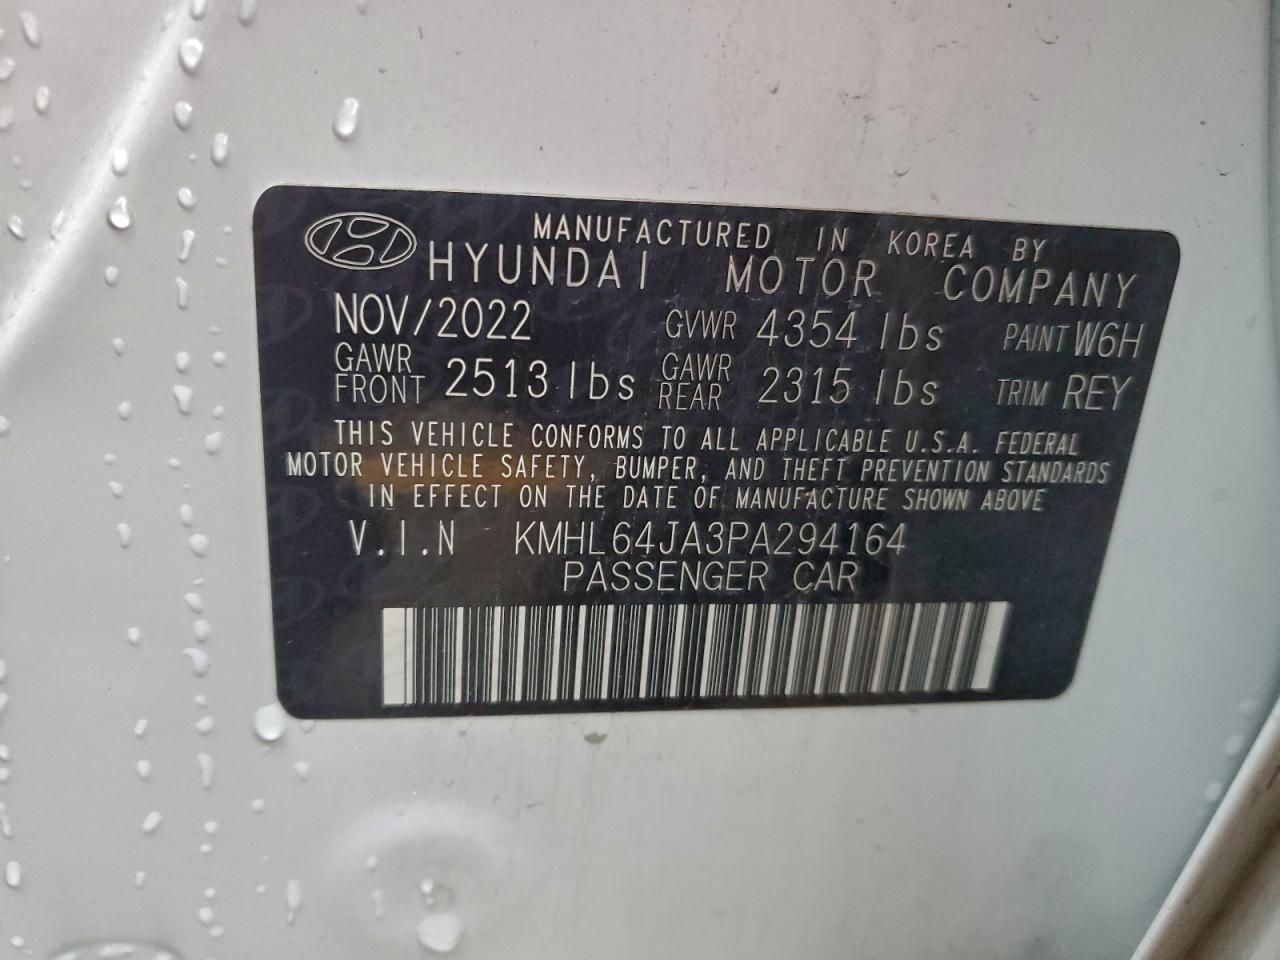 MANUFACTURED IN KOREA BY
HYUNDAI MOTOR COMPANY
NOV/2022 GVWR 4354 lbs PAINT W6H
GAWR FRONT 2513 lbs GAWR REAR 2315 lbs TRIM REY
THIS VEHICLE CONFORMS TO ALL APPLICABLE U.S.A. FEDERAL
MOTOR VEHICLE SAFETY, BUMPER, AND THEFT PREVENTION STANDARDS
IN EFFECT ON THE DATE OF MANUFACTURE SHOWN ABOVE
V.I.N KMHL64JA3PA294164
PASSENGER CAR